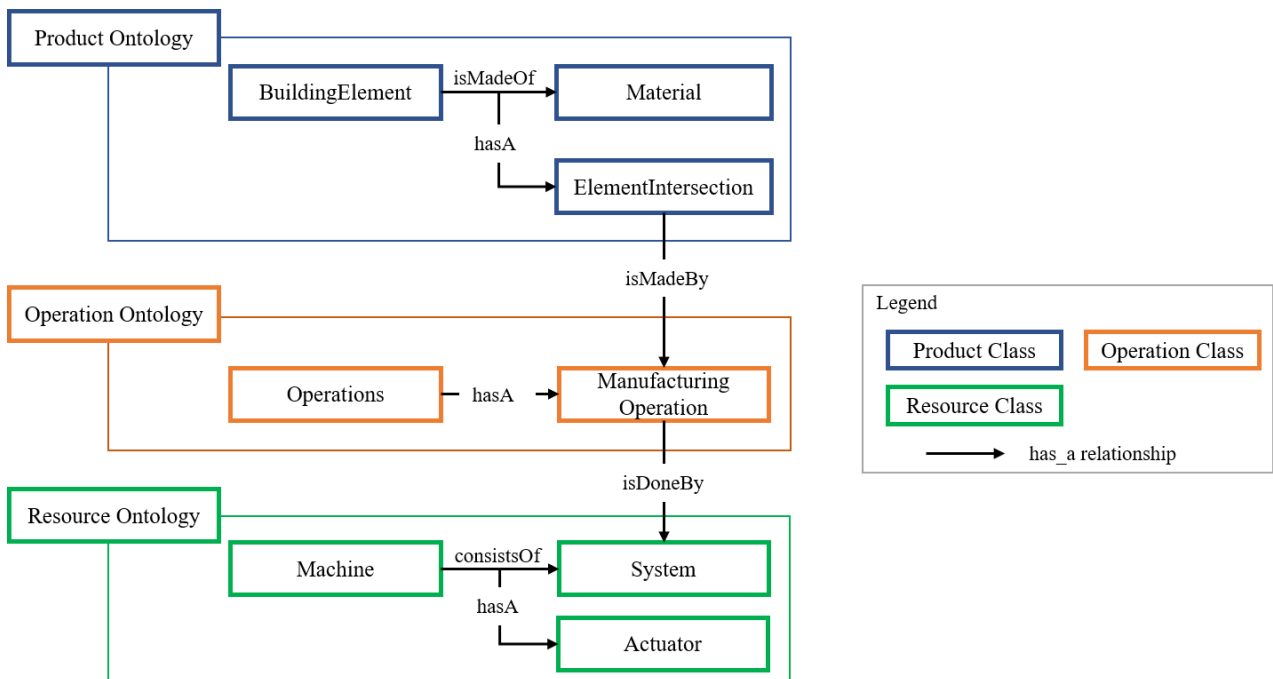 Product Ontology
BuildingElement
isMadeOf
Material
hasA
ElementIntersection
isMadeBy
Operation Ontology
Operations
hasA
Manufacturing
Operation
isDoneBy
Resource Ontology
Machine
consistsOf
System
hasA
Actuator
Legend
Product Class
Operation Class
Resource Class
has_a relationship